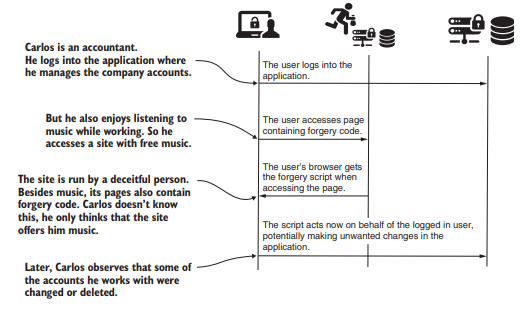 Carlos is an accountant.
He logs into the application where
he manages the company accounts.
The user logs into the
application.
But he also enjoys listening to
music while working. So he
accesses a site with free music.
The user accesses page
containing forgery code.
The site is run by a deceitful person.
Besides music, its pages also contain
forgery code. Carlos doesn't know
this, he only thinks that the site
offers him music.
The user's browser gets
the forgery script when
accessing the page.
The script acts now on behalf of the logged in user,
potentially making unwanted changes in the
application.
Later, Carlos observes that some of
the accounts he works with were
changed or deleted.